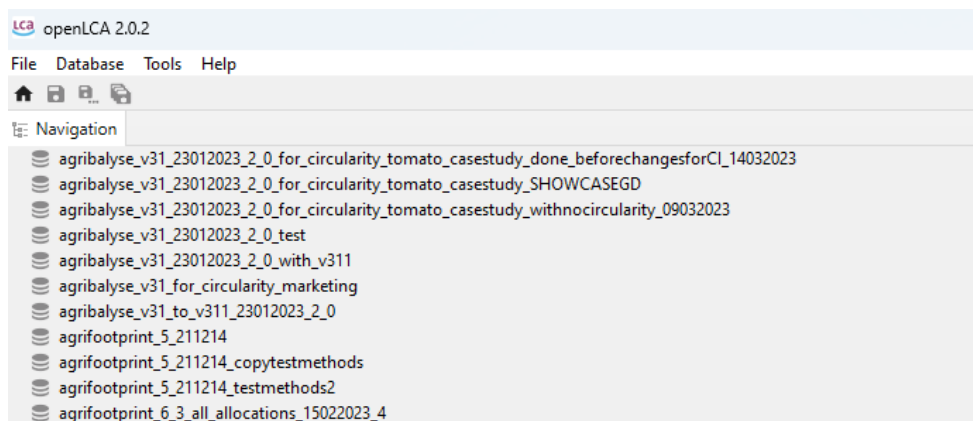 LCA openLCA 2.0.2
File Database Tools Help
Navigation
agribalyse_v31_23012023_2_0_for_circularity_tomato_casestudy_done_beforechangesforCI_14032023
agribalyse_v31_23012023_2_0_for_circularity_tomato_casestudy_SHOWCASEGD
agribalyse_v31_23012023_2_0_for_circularity_tomato_casestudy_withnocircularity_09032023
agribalyse_v31_23012023_2_0_test
agribalyse_v31_23012023_2_0_with_v311
agribalyse_v31_for_circularity_marketing
agribalyse_v31_to_v311_23012023_2_0
agrifootprint_5_211214
agrifootprint_5_211214_copytestmethods
agrifootprint_5_211214_testmethods2
agrifootprint_6_3_all_allocations_15022023_4